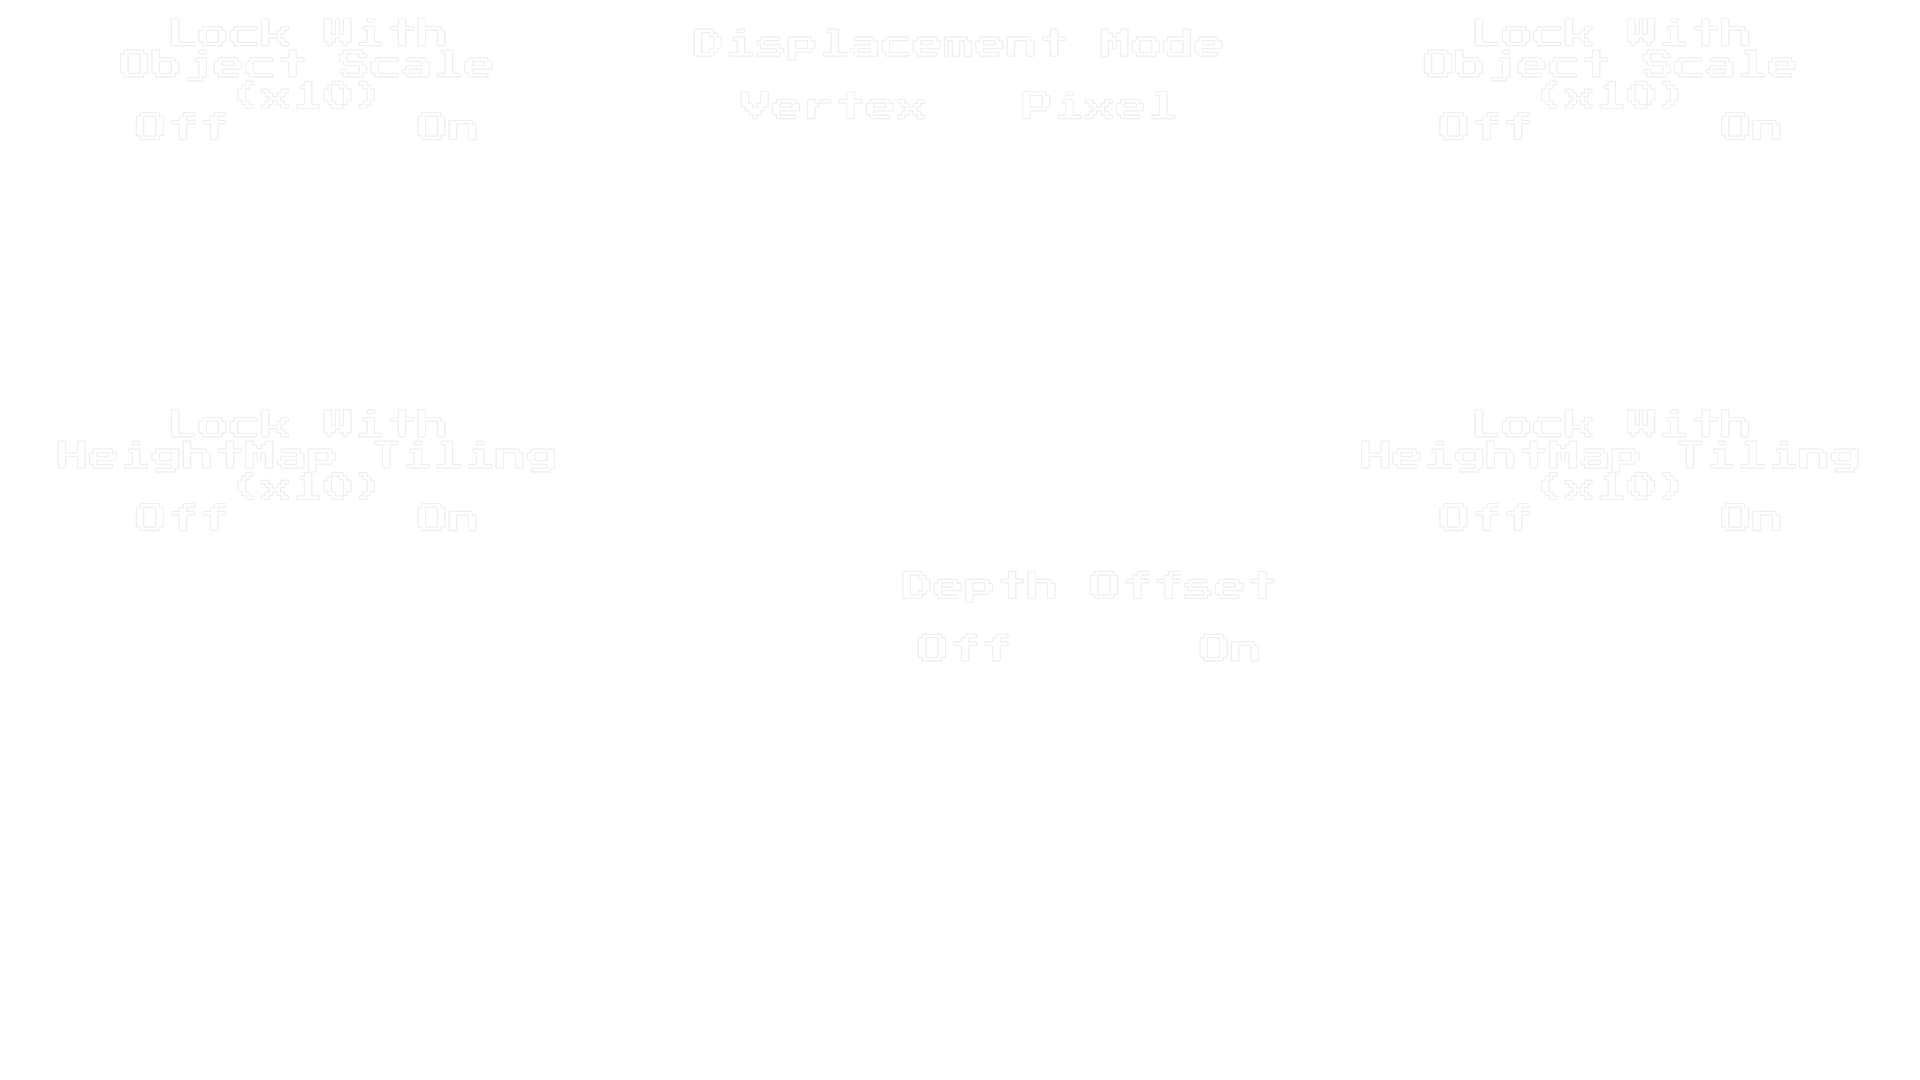 Lock With
Object Scale
(x10)
Off On
Displacement Mode
Vertex Pixel
Lock With
Object Scale
(x10)
Off On
Lock With
HeightMap Tiling
(x10)
Off On
Lock With
HeightMap Tiling
(x10)
Off On
Depth Offset
Off On